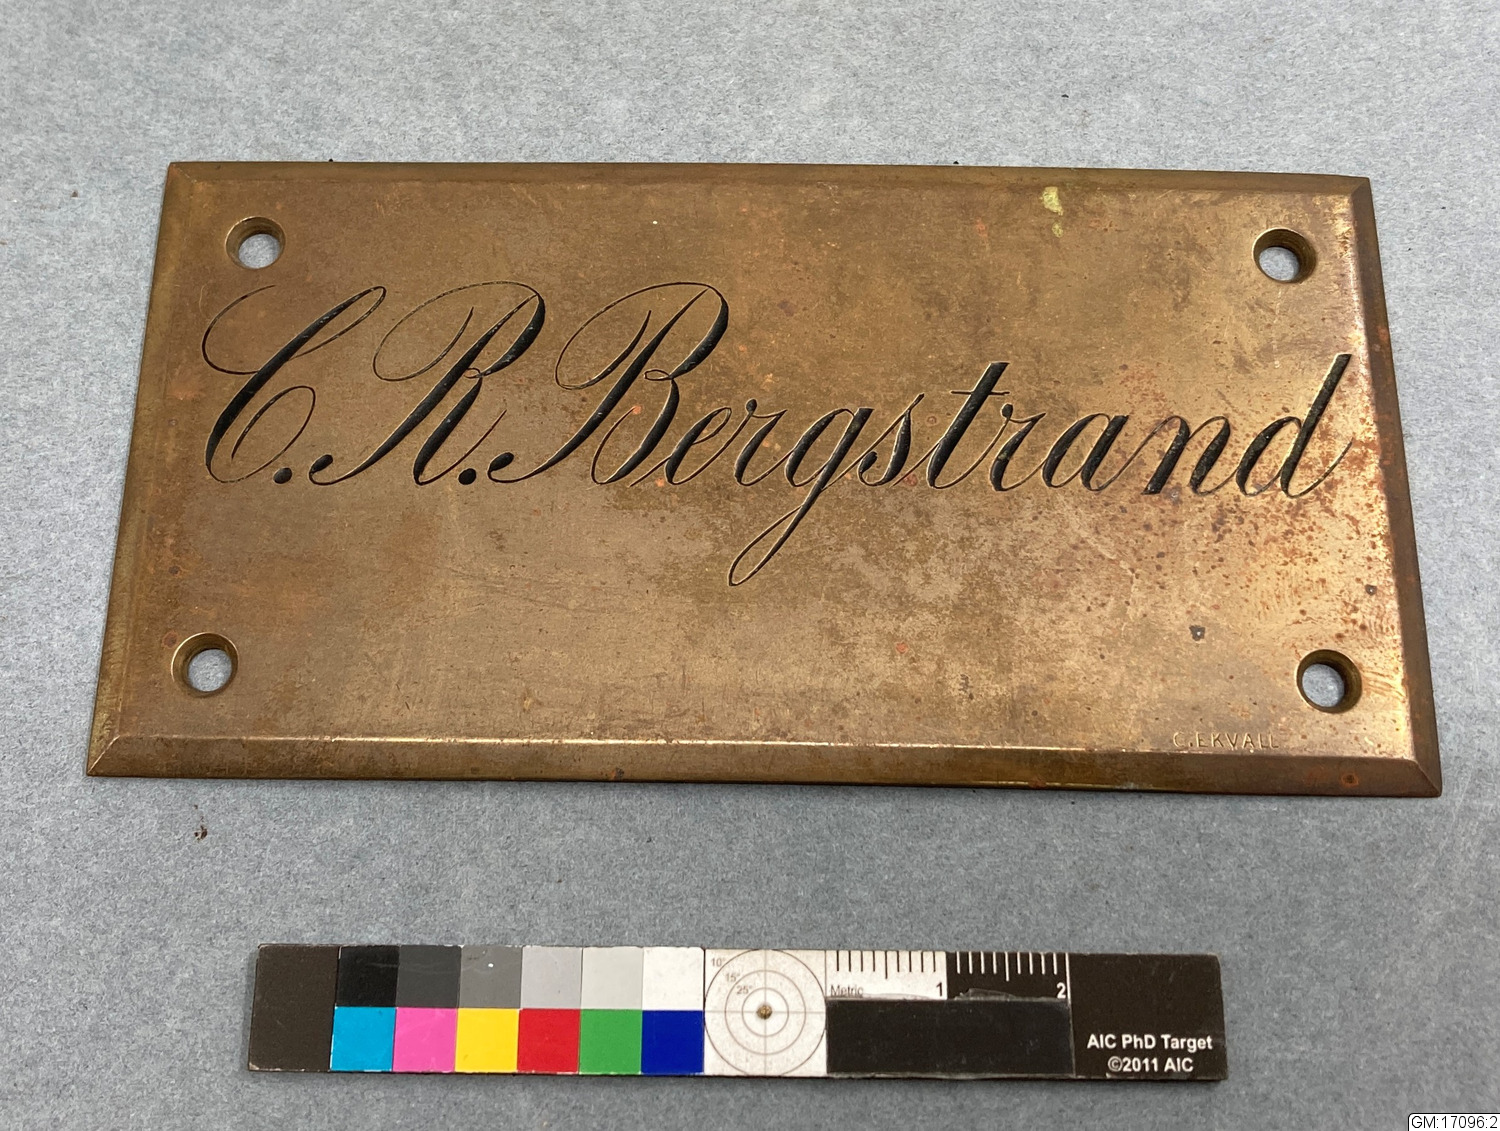 C. R. Bergstrand
C. EKVALL
10° 15° 25°
Metric 1 2
AIC PhD Target
©2011 AIC
GM:17096:2